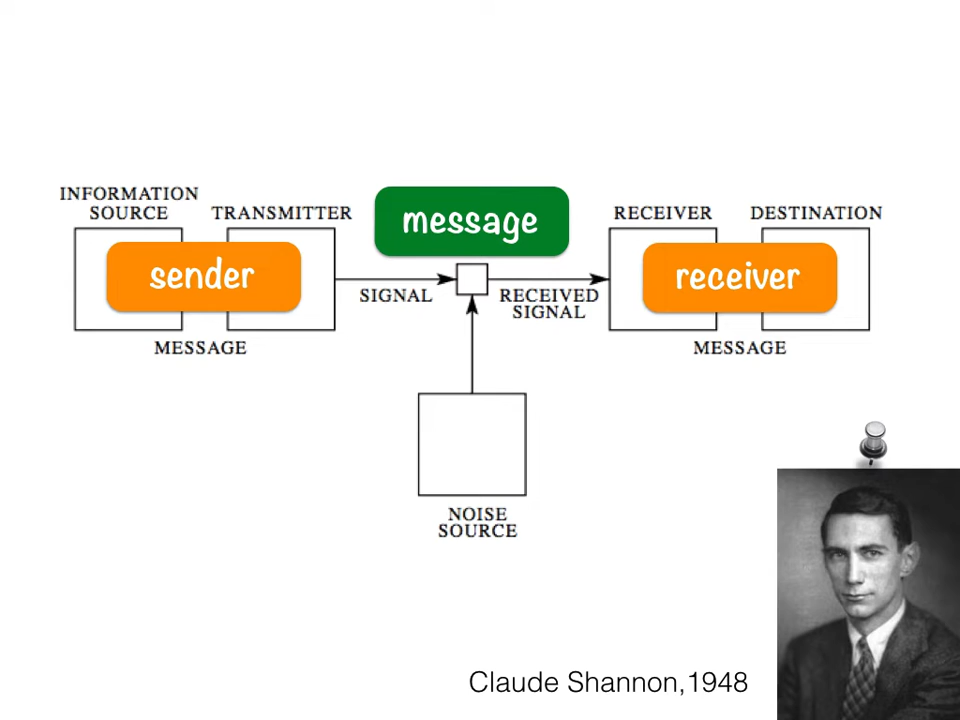 INFORMATION
SOURCE
TRANSMITTER
message
RECEIVER
DESTINATION
sender
receiver
SIGNAL
RECEIVED
SIGNAL
MESSAGE
MESSAGE
NOISE
SOURCE
Claude Shannon,1948